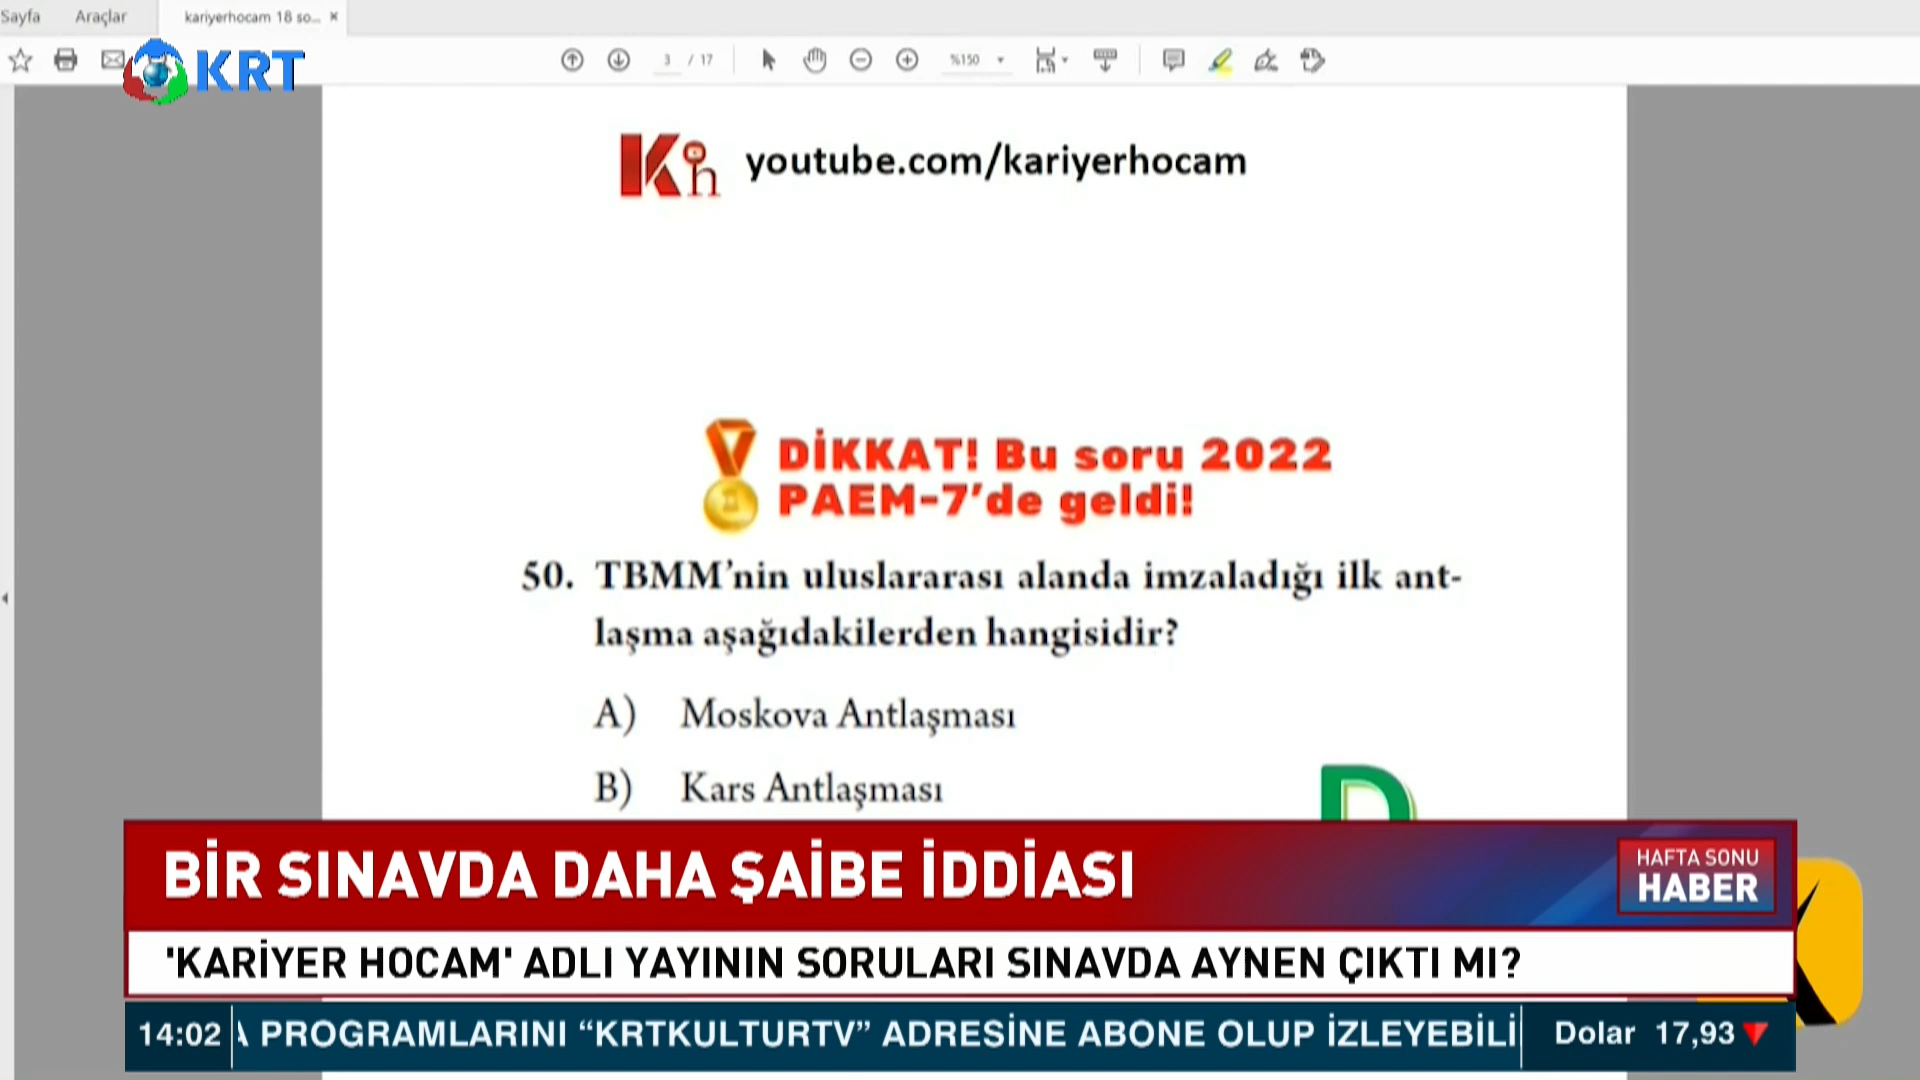 Sayfa Araçlar kariyerhocam 18 so... ×
KRT
3 / 17 %150
Kh youtube.com/kariyerhocam
DİKKAT! Bu soru 2022
PAEM-7’de geldi!
50. TBMM’nin uluslararası alanda imzaladığı ilk ant-
laşma aşağıdakilerden hangisidir?
A) Moskova Antlaşması
B) Kars Antlaşması
D
BİR SINAVDA DAHA ŞAİBE İDDİASI
HAFTA SONU
HABER
'KARİYER HOCAM' ADLI YAYININ SORULARI SINAVDA AYNEN ÇIKTI MI?
14:02 A PROGRAMLARINI “KRTKULTURTV” ADRESİNE ABONE OLUP İZLEYEBİLİ Dolar 17,93